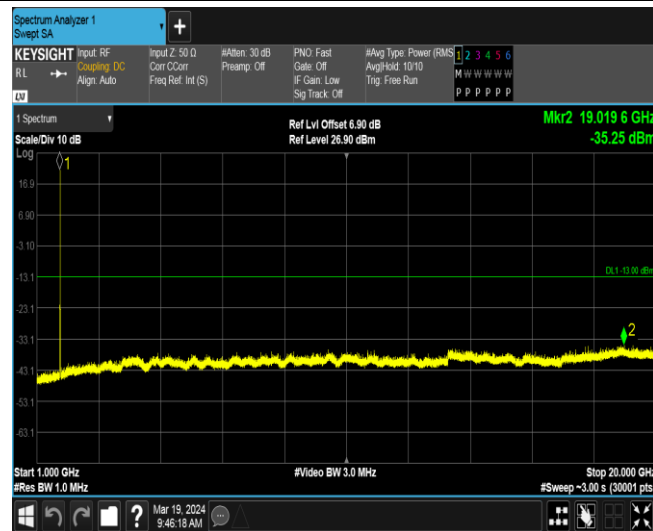 Spectrum Analyzer 1
Swept SA
+
KEYSIGHT
RL
LXI
Input: RF
Coupling: DC
Align: Auto
Input Z: 50 Ω
Corr CCorr
Freq Ref: Int (S)
#Atten: 30 dB
Preamp: Off
PNO: Fast
Gate: Off
IF Gain: Low
Sig Track: Off
#Avg Type: Power (RMS
Avg|Hold: 10/10
Trig: Free Run
1 2 3 4 5 6
M W W W W W
P P P P P P
1 Spectrum
Scale/Div 10 dB
Log
Ref Lvl Offset 6.90 dB
Ref Level 26.90 dBm
Mkr2 19.019 6 GHz
-35.25 dBm
1
16.9
6.90
-3.10
-13.1
DL1 -13.00 dBm
-23.1
-33.1
2
-43.1
-53.1
-63.1
Start 1.000 GHz
#Video BW 3.0 MHz
Stop 20.000 GHz
#Res BW 1.0 MHz
#Sweep ~3.00 s (30001 pts
?
Mar 19, 2024
9:46:18 AM